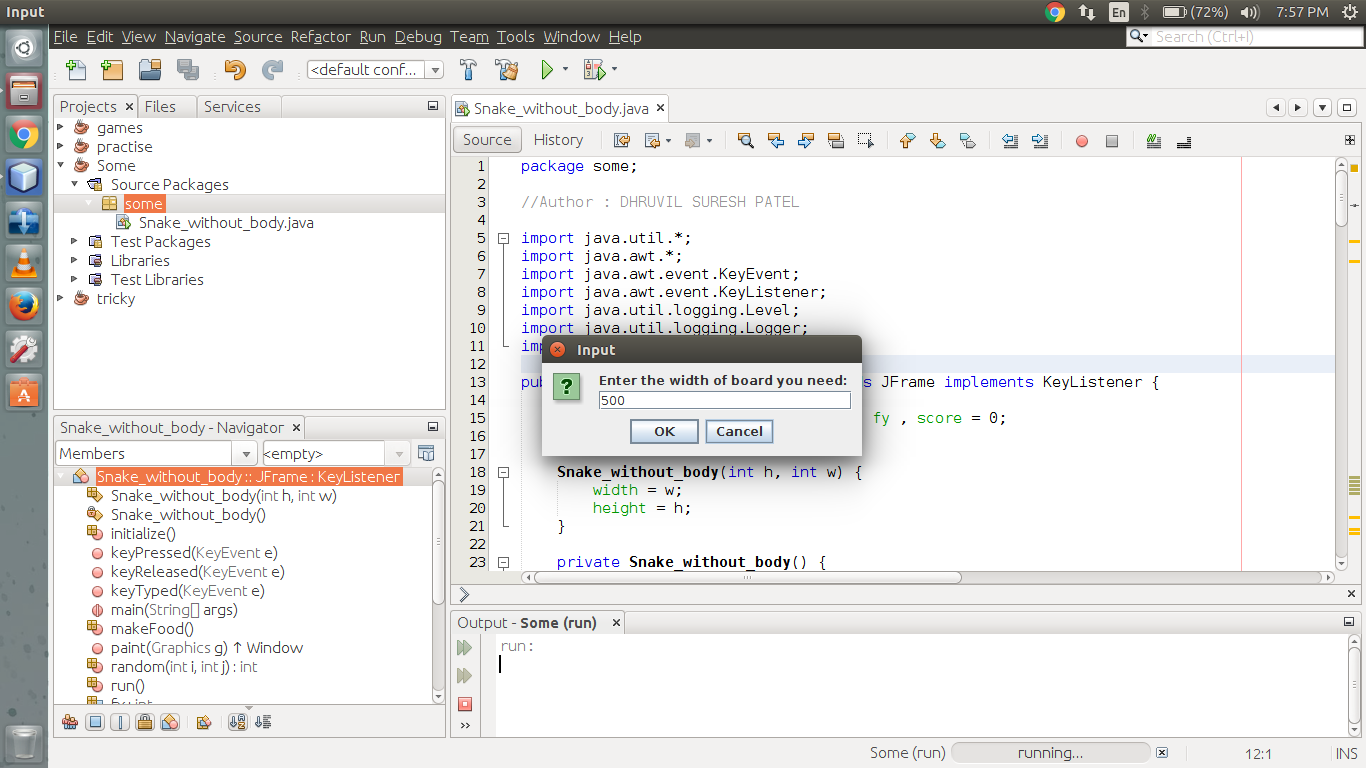 Input
En
(72%)
7:57 PM
File Edit View Navigate Source Refactor Run Debug Team Tools Window Help
Search (Ctrl+I)
<default conf...
Projects
Files
Services
games
practise
Some
Source Packages
some
Snake_without_body.java
Test Packages
Libraries
Test Libraries
tricky
Snake_without_body - Navigator
Members
<empty>
Snake_without_body :: JFrame : KeyListener
Snake_without_body(int h, int w)
Snake_without_body()
initialize()
keyPressed(KeyEvent e)
keyReleased(KeyEvent e)
keyTyped(KeyEvent e)
main(String[] args)
makeFood()
paint(Graphics g) ↑ Window
random(int i, int j) : int
run()
Snake_without_body.java
Source History
1 package some;
2
3 //Author : DHRUVIL SURESH PATEL
4
5 import java.util.*;
6 import java.awt.*;
7 import java.awt.event.KeyEvent;
8 import java.awt.event.KeyListener;
9 import java.util.logging.Level;
10 import java.util.logging.Logger;
11
12
13 JFrame implements KeyListener {
14
15 fy , score = 0;
16
17
18 Snake_without_body(int h, int w) {
19 width = w;
20 height = h;
21 }
22
23 private Snake_without_body() {
Input
Enter the width of board you need:
500
OK Cancel
Output - Some (run)
run:
Some (run) running... 12:1 INS